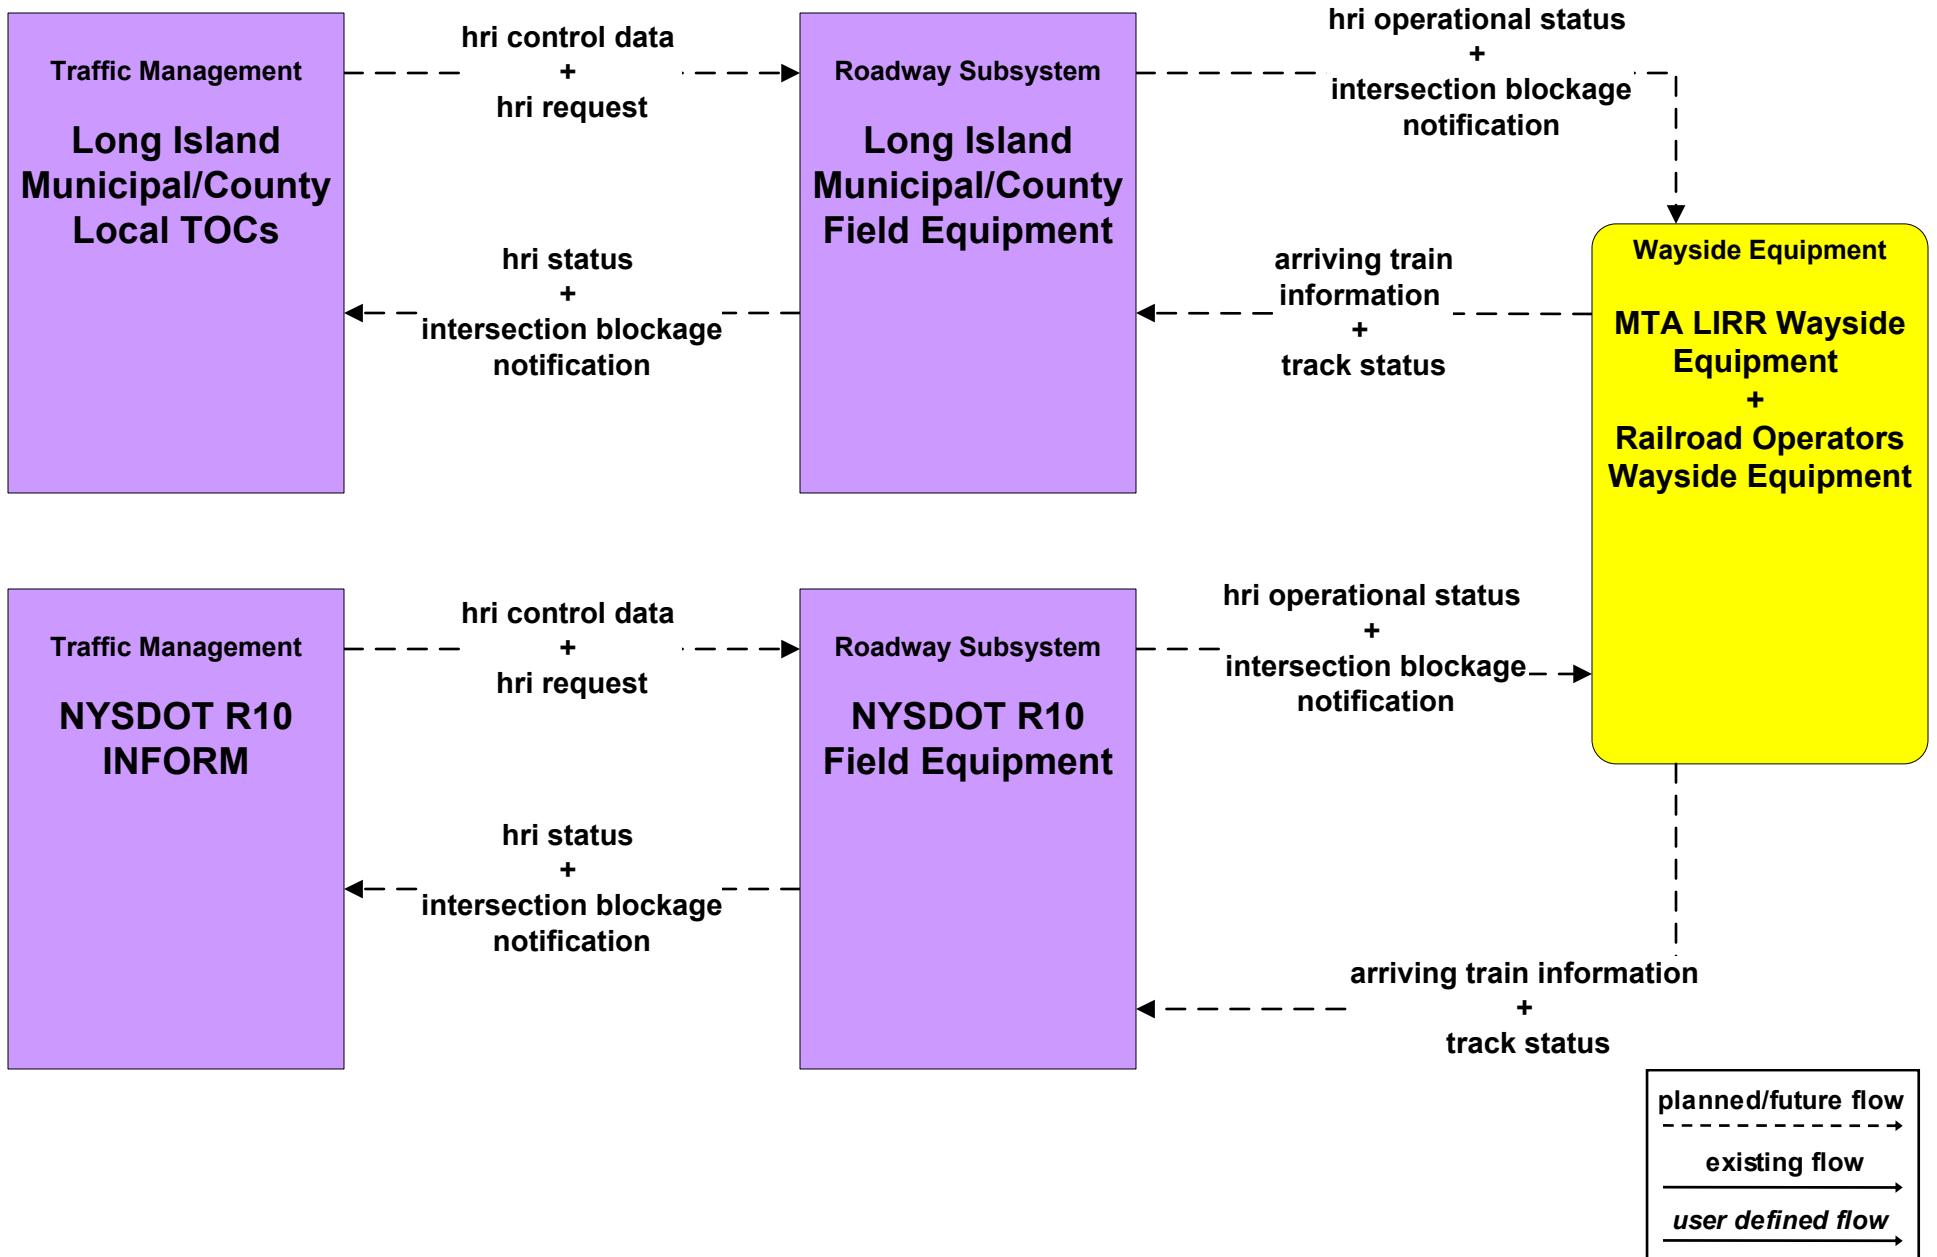 Traffic Management
Long Island
Municipal/County
Local TOCs
hri control data
+
hri request
hri status
+
intersection blockage
notification
Roadway Subsystem
Long Island
Municipal/County
Field Equipment
hri operational status
+
intersection blockage
notification
arriving train
information
+
track status
Wayside Equipment
MTA LIRR Wayside
Equipment
+
Railroad Operators
Wayside Equipment
Traffic Management
NYSDOT R10
INFORM
hri control data
+
hri request
hri status
+
intersection blockage
notification
Roadway Subsystem
NYSDOT R10
Field Equipment
hri operational status
+
intersection blockage
notification
arriving train information
+
track status
planned/future flow
existing flow
user defined flow